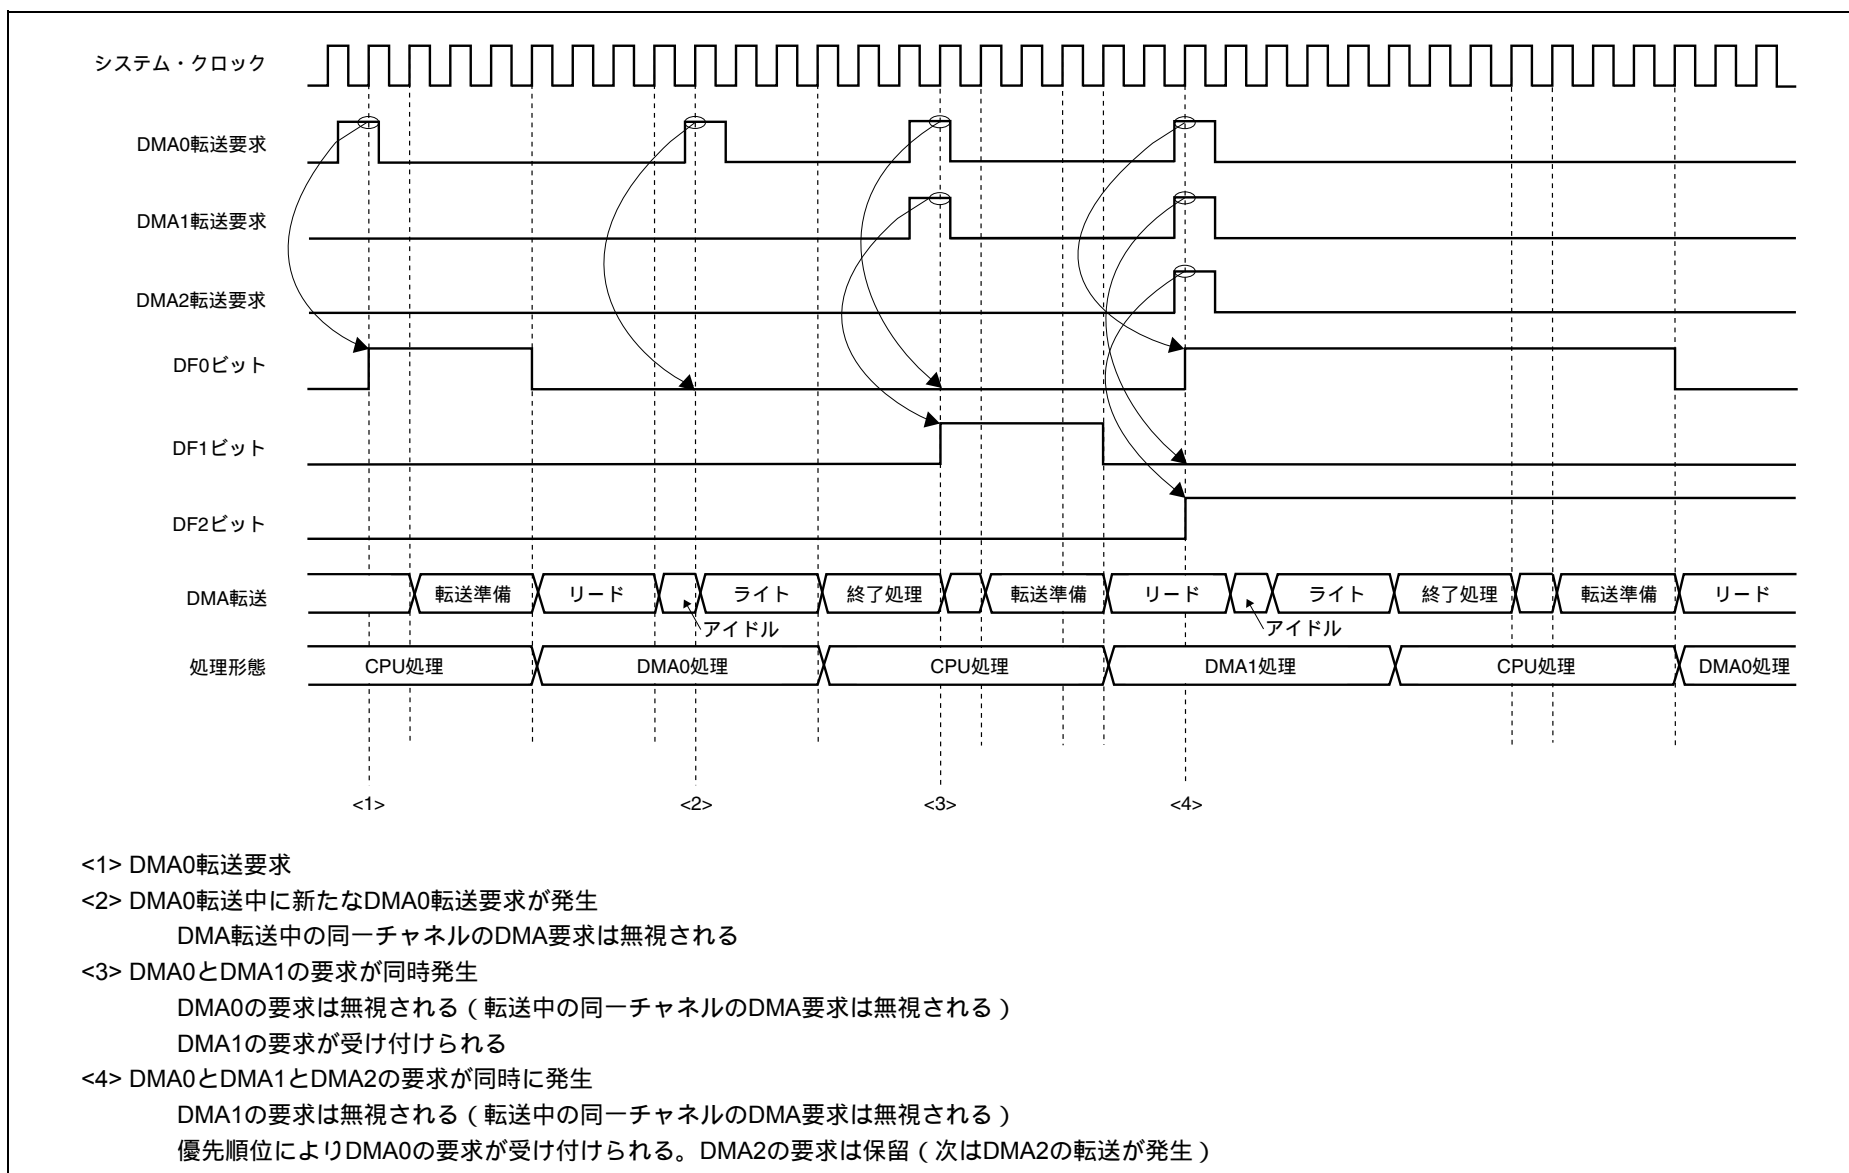 システム・クロック
DMA0転送要求
DMA1転送要求
DMA2転送要求
DF0ビット
DF1ビット
DF2ビット
DMA転送 転送準備 リード ライト 終了処理 転送準備 リード ライト 終了処理 転送準備 リード
アイドル アイドル
処理形態 CPU処理 DMA0処理 CPU処理 DMA1処理 CPU処理 DMA0処理
<1> <2> <3> <4>
<1> DMA0転送要求
<2> DMA0転送中に新たなDMA0転送要求が発生
DMA転送中の同一チャネルのDMA要求は無視される
<3> DMA0とDMA1の要求が同時発生
DMA0の要求は無視される（転送中の同一チャネルのDMA要求は無視される）
DMA1の要求が受け付けられる
<4> DMA0とDMA1とDMA2の要求が同時に発生
DMA1の要求は無視される（転送中の同一チャネルのDMA要求は無視される）
優先順位によりDMA0の要求が受け付けられる。DMA2の要求は保留（次はDMA2の転送が発生）